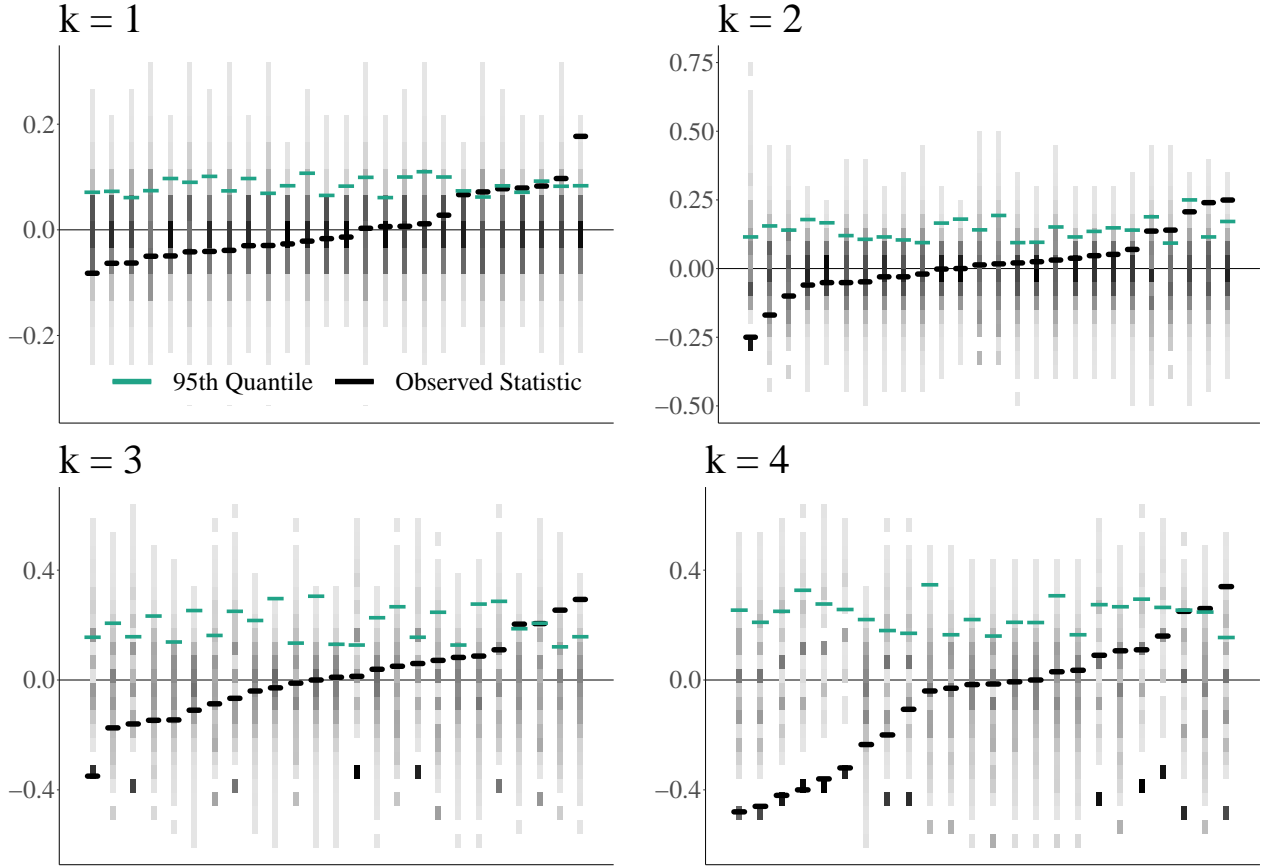 k = 1
k = 2
0.2
0.0
−0.2
95th Quantile
Observed Statistic
0.75
0.50
0.25
0.00
−0.25
−0.50
k = 3
k = 4
0.4
0.0
−0.4
0.4
0.0
−0.4